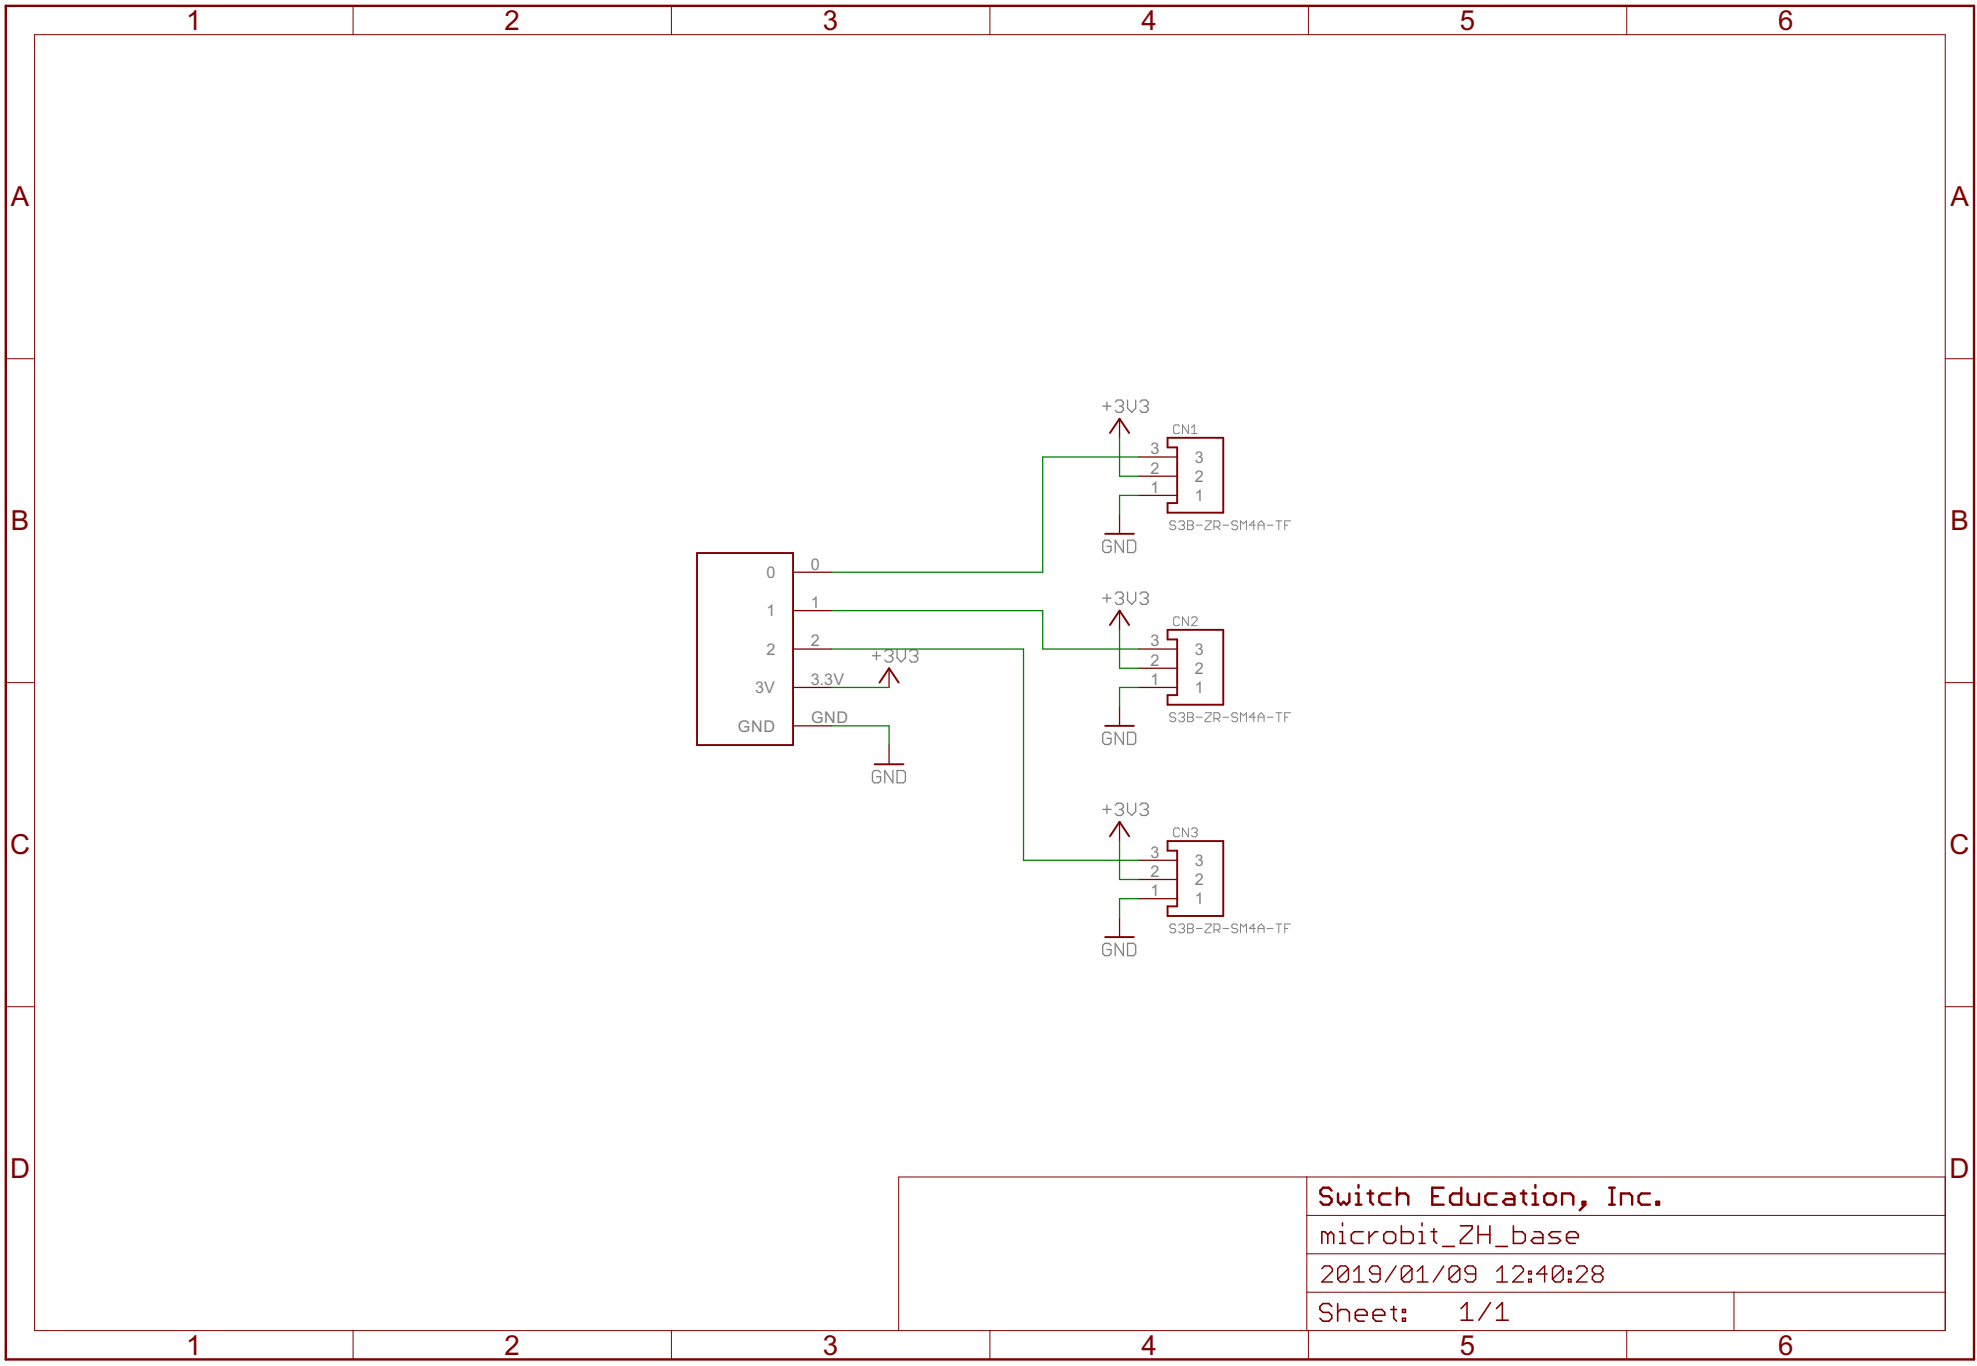 1 2 3 4 5 6
A A
+3V3
CN1
3 3
2 2
1 1
S3B-ZR-SM4A-TF
GND
B B
0 0
1 1
2 2
+3V3
3V 3.3V
GND GND
GND
+3V3
CN2
3 3
2 2
1 1
S3B-ZR-SM4A-TF
GND
+3V3
CN3
3 3
2 2
1 1
S3B-ZR-SM4A-TF
GND
C C
D D
Switch Education, Inc.
microbit_ZH_base
2019/01/09 12:40:28
Sheet: 1/1
1 2 3 4 5 6